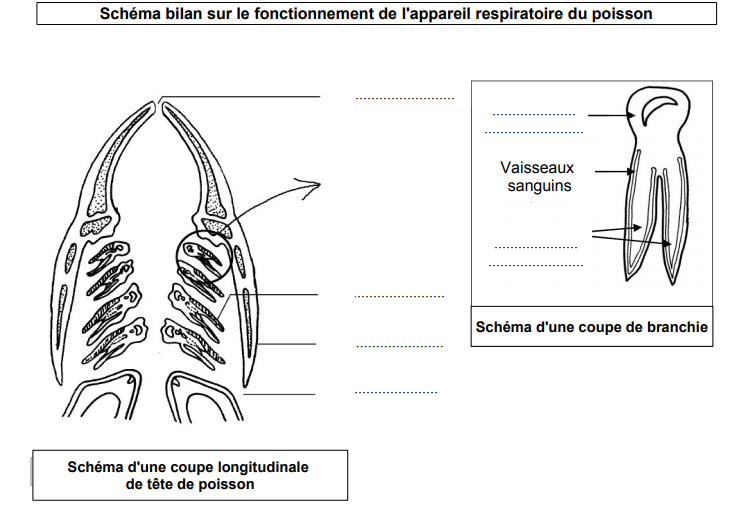 Schéma bilan sur le fonctionnement de l'appareil respiratoire du poisson
Vaisseaux
sanguins
Schéma d'une coupe de branchie
Schéma d'une coupe longitudinale
de tête de poisson